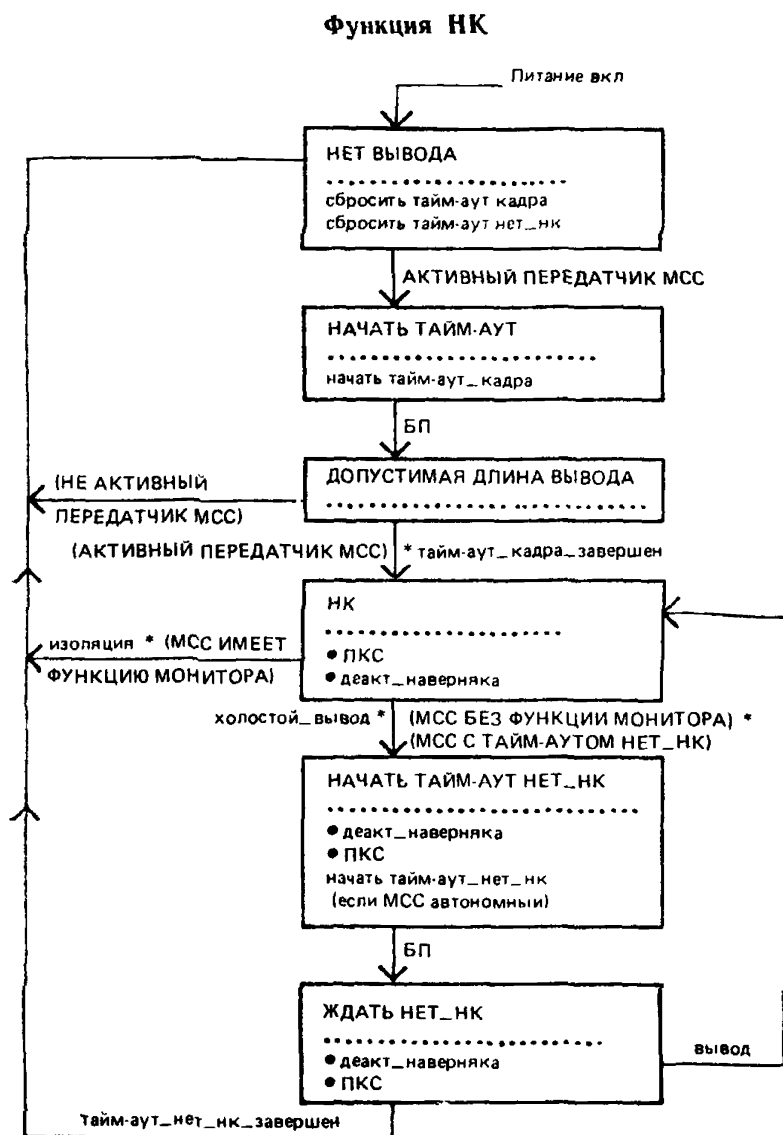 Функция НК
Питание вкл
НЕТ ВЫВОДА
сбросить тайм-аут кадра
сбросить тайм-аут нет_нк
АКТИВНЫЙ ПЕРЕДАТЧИК МСС
НАЧАТЬ ТАЙМ-АУТ
начать тайм-аут_кадра
БП
ДОПУСТИМАЯ ДЛИНА ВЫВОДА
(НЕ АКТИВНЫЙ
ПЕРЕДАТЧИК МСС)
(АКТИВНЫЙ ПЕРЕДАТЧИК МСС) * тайм-аут_кадра_завершен
НК
• ПКС
• деакт_наверняка
изоляция * (МСС ИМЕЕТ
ФУНКЦИЮ МОНИТОРА)
холостой_вывод * (МСС БЕЗ ФУНКЦИИ МОНИТОРА) *
(МСС С ТАЙМ-АУТОМ НЕТ_НК)
НАЧАТЬ ТАЙМ-АУТ НЕТ_НК
• деакт_наверняка
• ПКС
начать тайм-аут_нет_нк
(если МСС автономный)
БП
ЖДАТЬ НЕТ_НК
• деакт_наверняка
• ПКС
вывод
тайм-аут_нет_нк_завершен